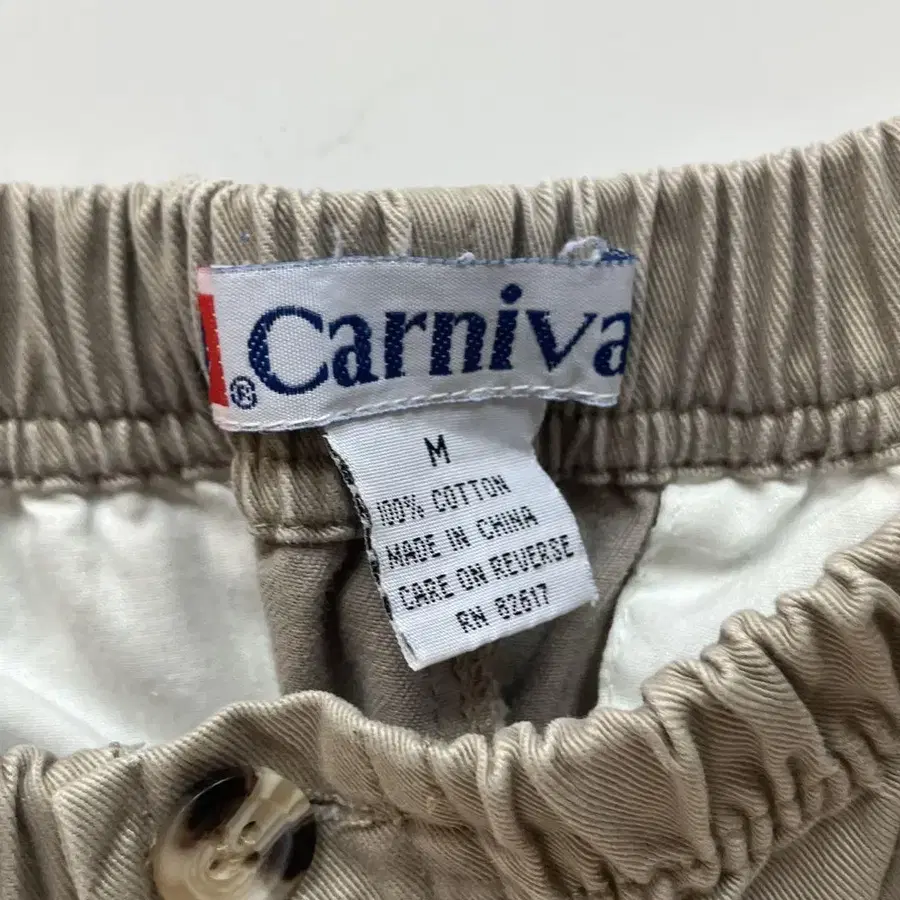 ®Carniva
M
100% COTTON
MADE IN CHINA
CARE ON REVERSE
RN 82617